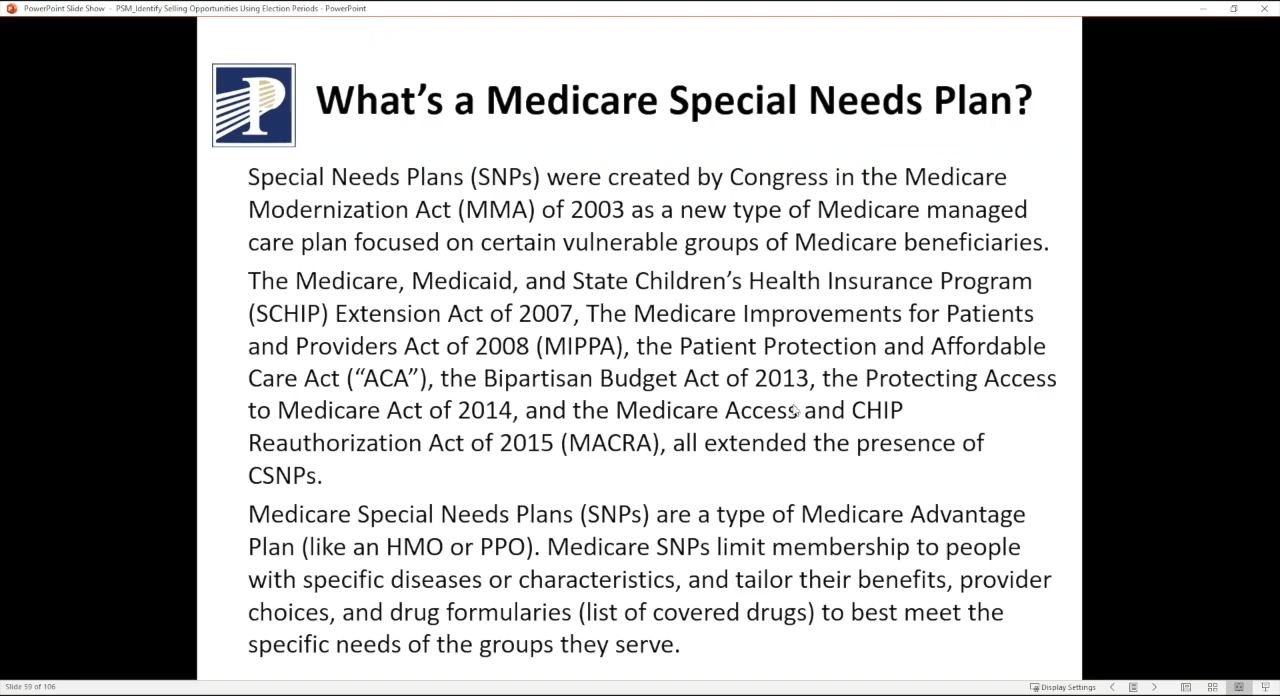 PowerPoint Slide Show - PSM_Identify Selling Opportunities Using Election Periods - PowerPoint
P
What's a Medicare Special Needs Plan?
Special Needs Plans (SNPs) were created by Congress in the Medicare
Modernization Act (MMA) of 2003 as a new type of Medicare managed
care plan focused on certain vulnerable groups of Medicare beneficiaries.
The Medicare, Medicaid, and State Children's Health Insurance Program
(SCHIP) Extension Act of 2007, The Medicare Improvements for Patients
and Providers Act of 2008 (MIPPA), the Patient Protection and Affordable
Care Act ("ACA"), the Bipartisan Budget Act of 2013, the Protecting Access
to Medicare Act of 2014, and the Medicare Access and CHIP
Reauthorization Act of 2015 (MACRA), all extended the presence of
CSNPs.
Medicare Special Needs Plans (SNPs) are a type of Medicare Advantage
Plan (like an HMO or PPO). Medicare SNPs limit membership to people
with specific diseases or characteristics, and tailor their benefits, provider
choices, and drug formularies (list of covered drugs) to best meet the
specific needs of the groups they serve.
Slide 59 of 106
Display Settings